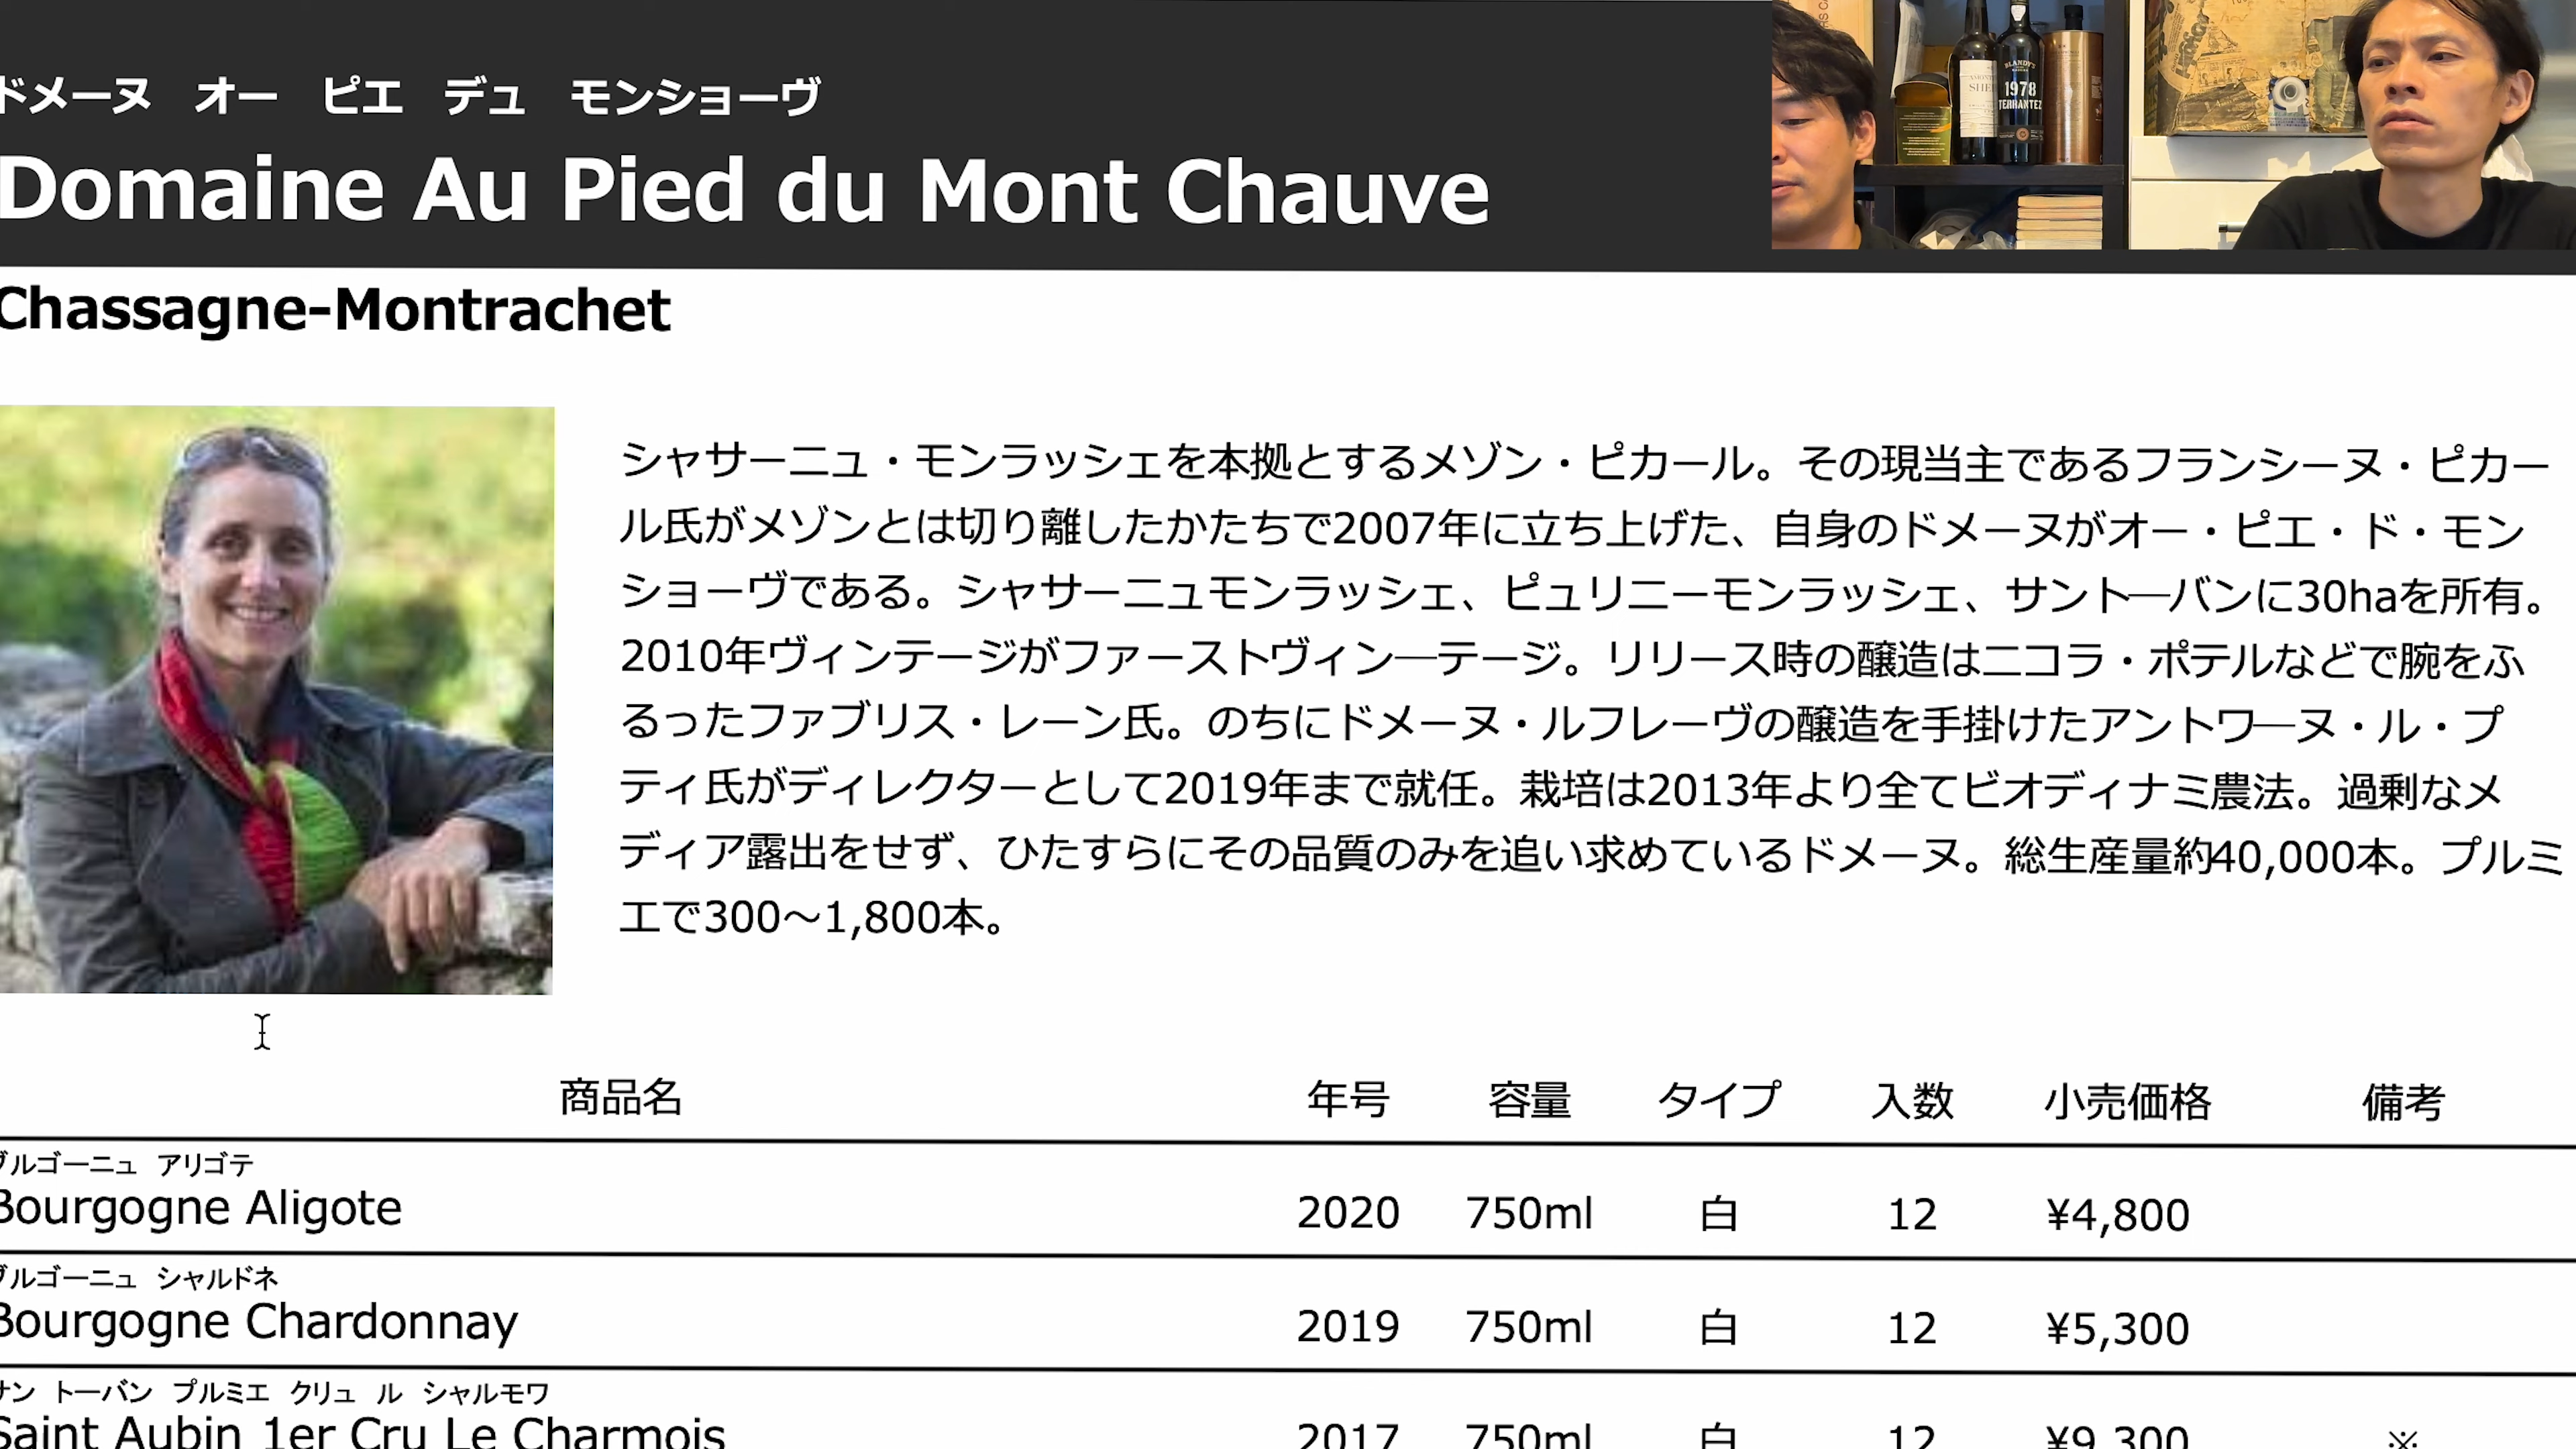 ドメーヌ　オー　ピエ　デュ　モンショーヴ
Domaine Au Pied du Mont Chauve
BLANDY'S
1978
TERRANTEZ
Chassagne-Montrachet
シャサーニュ・モンラッシェを本拠とするメゾン・ピカール。その現当主であるフランシーヌ・ピカー
ル氏がメゾンとは切り離したかたちで2007年に立ち上げた、自身のドメーヌがオー・ピエ・ド・モン
ショーヴである。シャサーニュモンラッシェ、ピュリニーモンラッシェ、サント―バンに30haを所有。
2010年ヴィンテージがファーストヴィン―テージ。リリース時の醸造はニコラ・ポテルなどで腕をふ
るったファブリス・レーン氏。のちにドメーヌ・ルフレーヴの醸造を手掛けたアントワ―ヌ・ル・プ
ティ氏がディレクターとして2019年まで就任。栽培は2013年より全てビオディナミ農法。過剰なメ
ディア露出をせず、ひたすらにその品質のみを追い求めているドメーヌ。総生産量約40,000本。プルミ
エで300～1,800本。
商品名 年号 容量 タイプ 入数 小売価格 備考
ブルゴーニュ　アリゴテ
Bourgogne Aligote 2020 750ml 白 12 ¥4,800
ブルゴーニュ　シャルドネ
Bourgogne Chardonnay 2019 750ml 白 12 ¥5,300
サン　トーバン　プルミエ　クリュ　ル　シャルモワ
Saint Aubin 1er Cru Le Charmois 2017 750ml 白 12 ¥9,300 ※